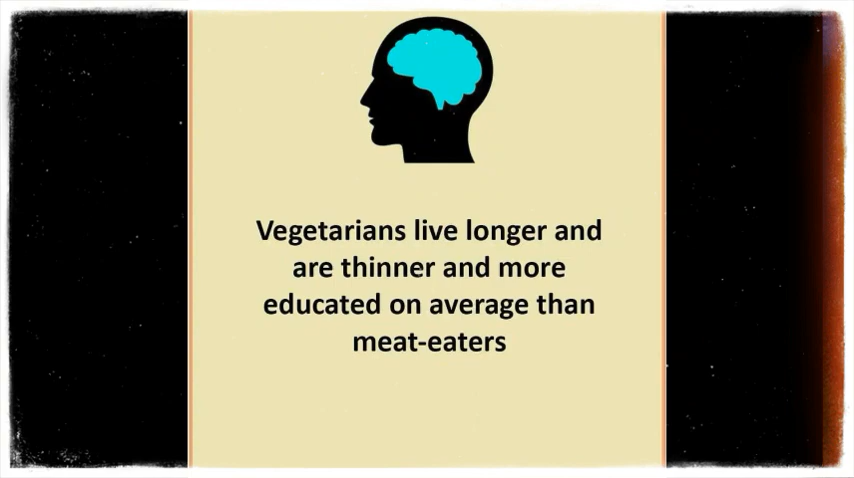 Vegetarians live longer and
are thinner and more
educated on average than
meat-eaters